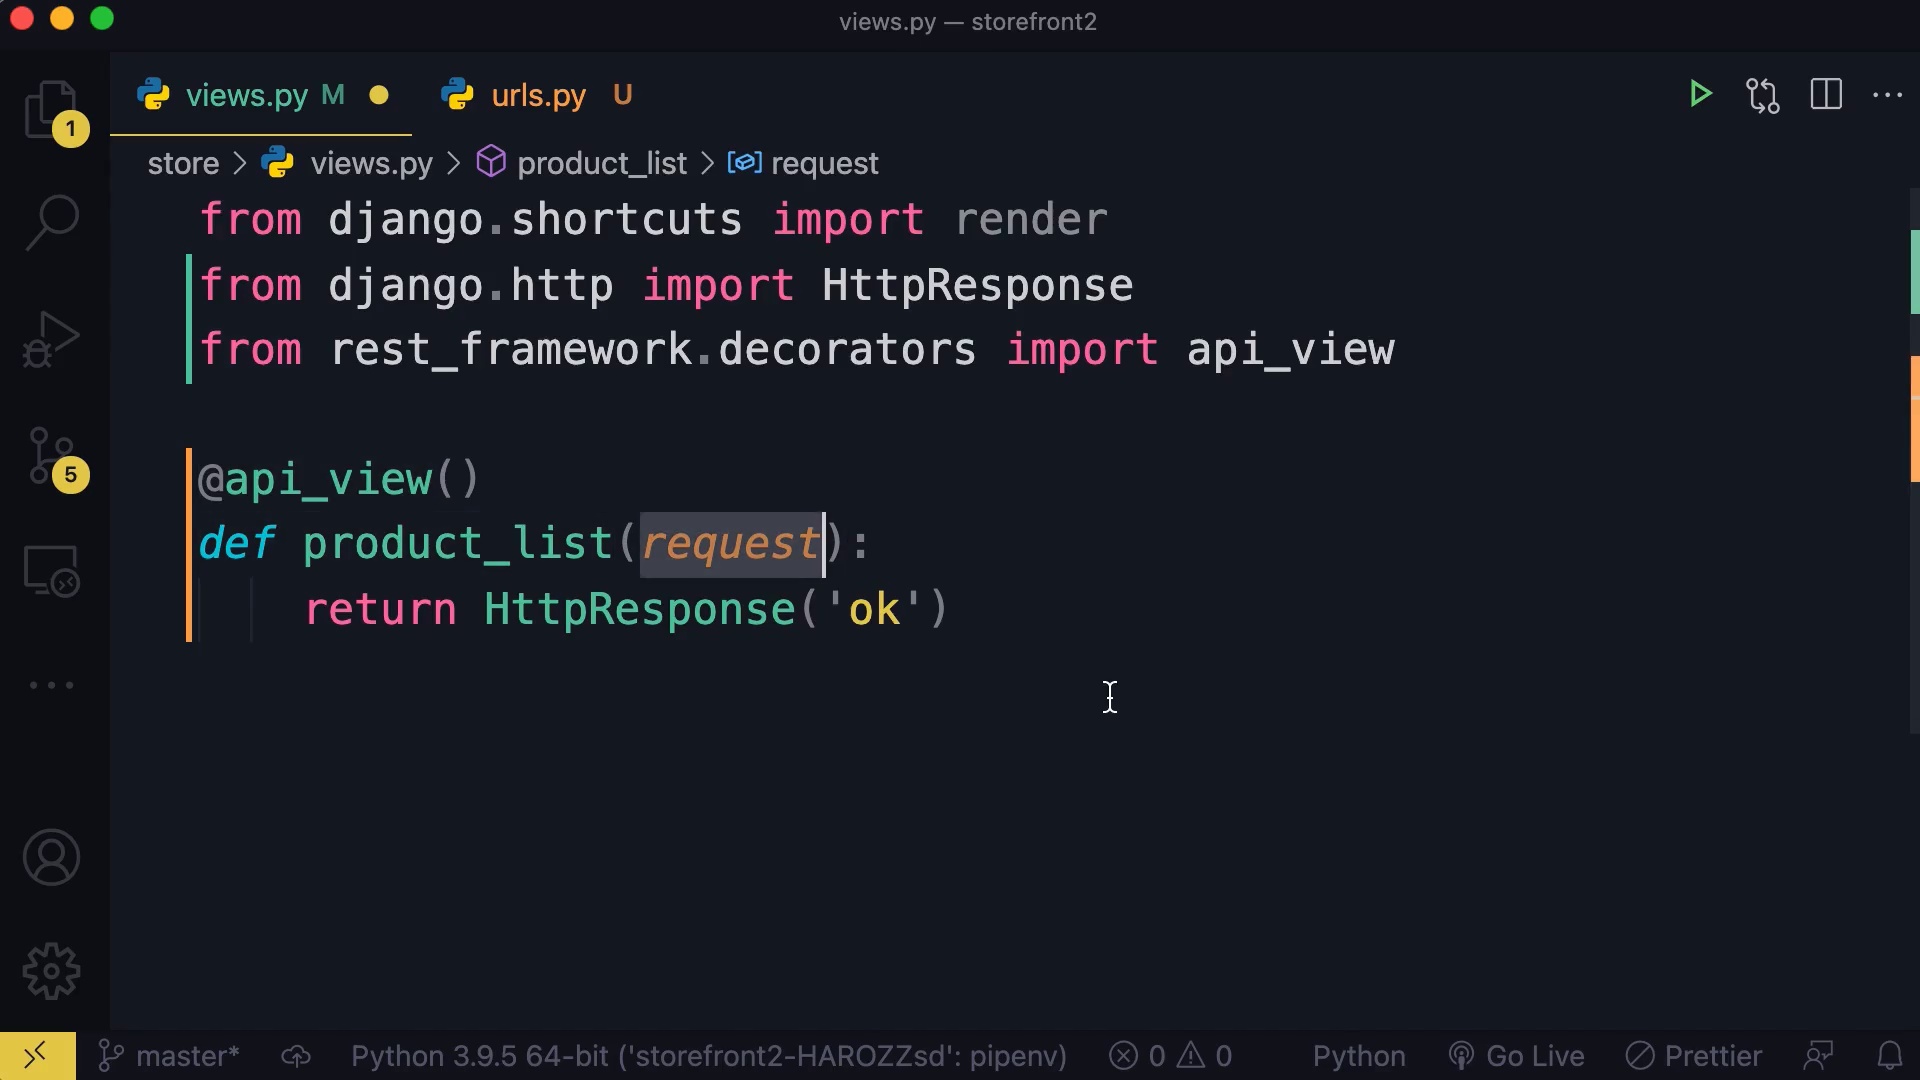 views.py — storefront2
views.py M urls.py U
store > views.py > product_list > request
from django.shortcuts import render
from django.http import HttpResponse
from rest_framework.decorators import api_view
@api_view()
def product_list(request):
    return HttpResponse('ok')
1
5
master* Python 3.9.5 64-bit ('storefront2-HAROZZsd': pipenv) 0 0 Python Go Live Prettier